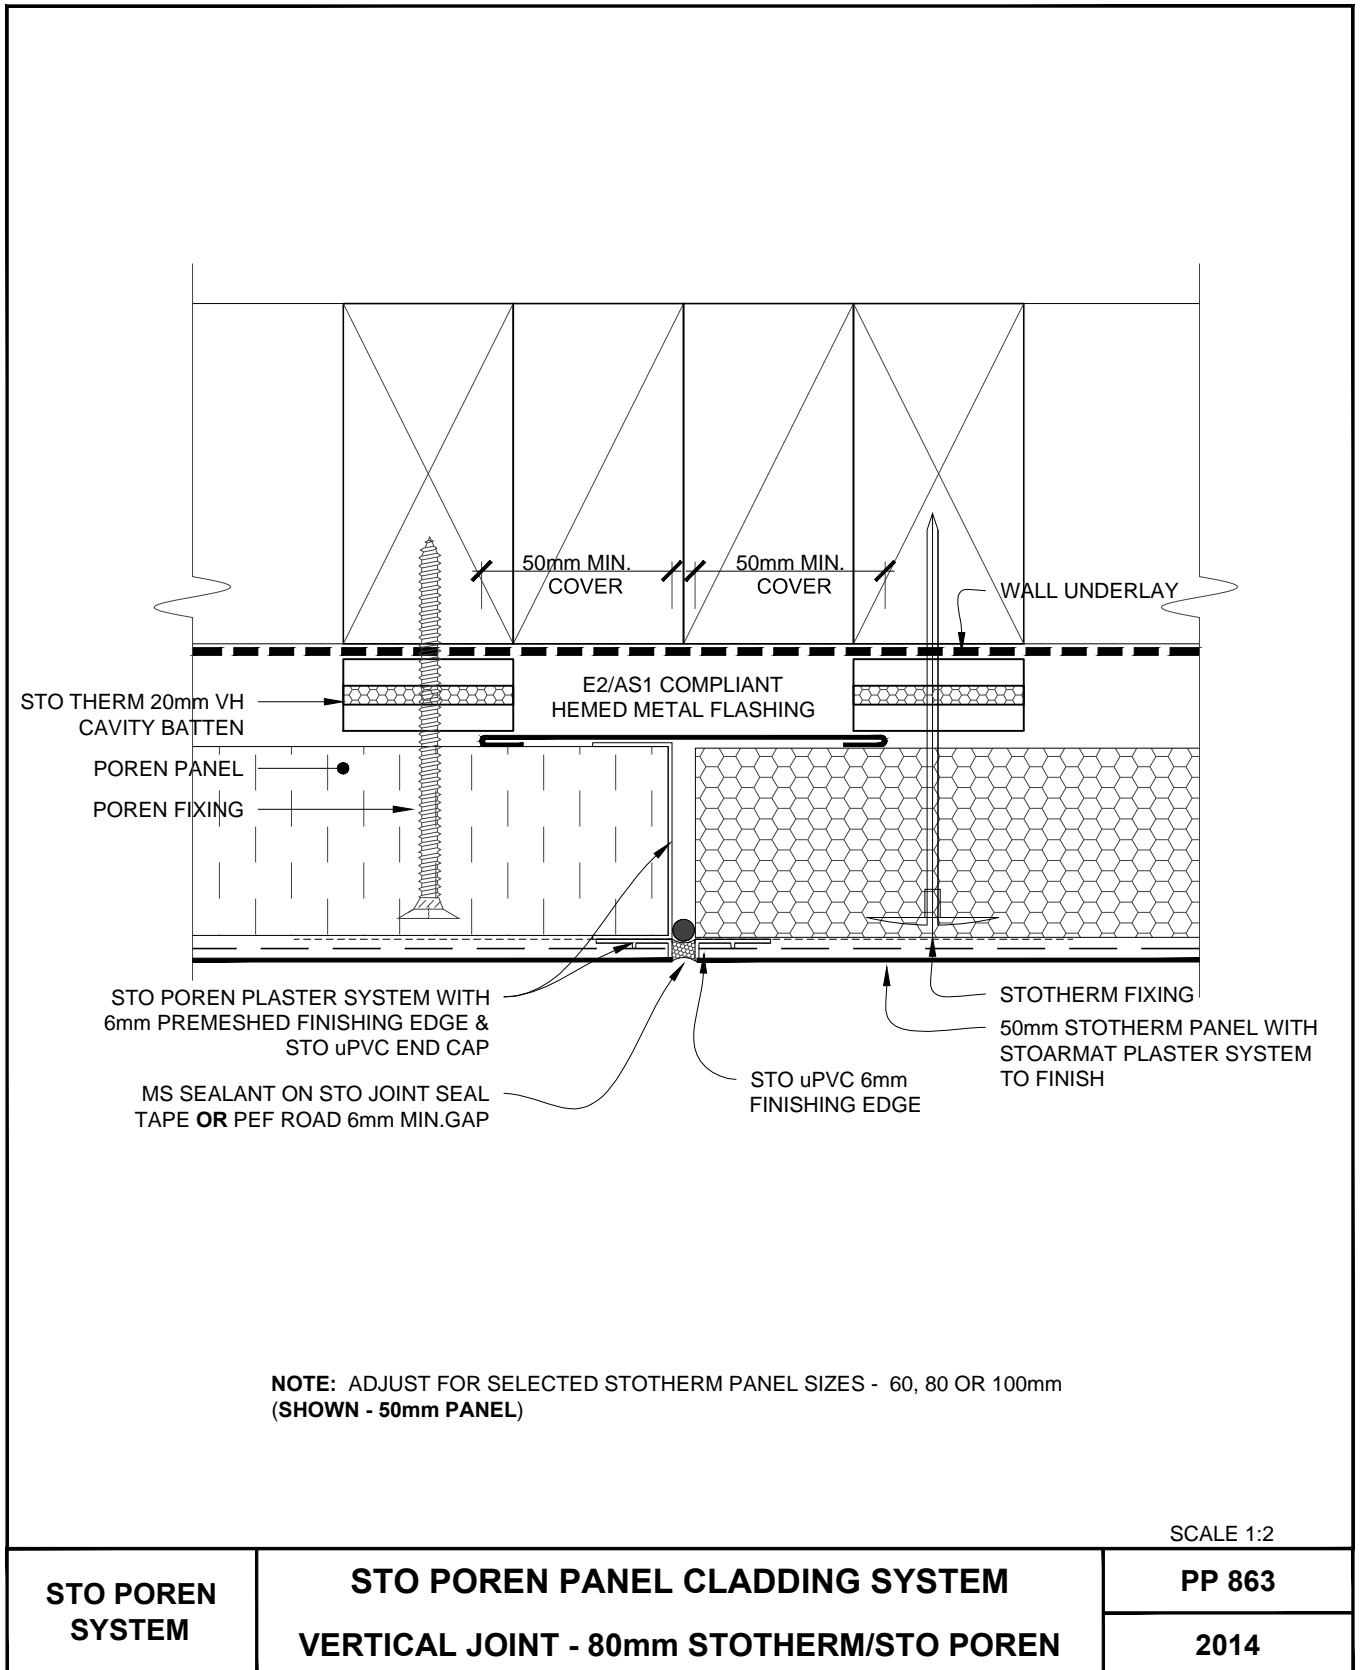 50mm MIN.
COVER
50mm MIN.
COVER
WALL UNDERLAY
E2/AS1 COMPLIANT
HEMED METAL FLASHING
STO THERM 20mm VH
CAVITY BATTEN
POREN PANEL
POREN FIXING
STO POREN PLASTER SYSTEM WITH
6mm PREMESHED FINISHING EDGE &
STO uPVC END CAP
STOTHERM FIXING
50mm STOTHERM PANEL WITH
STOARMAT PLASTER SYSTEM
TO FINISH
MS SEALANT ON STO JOINT SEAL
TAPE OR PEF ROAD 6mm MIN.GAP
STO uPVC 6mm
FINISHING EDGE
NOTE: ADJUST FOR SELECTED STOTHERM PANEL SIZES - 60, 80 OR 100mm
(SHOWN - 50mm PANEL)
SCALE 1:2
STO POREN
SYSTEM
STO POREN PANEL CLADDING SYSTEM
VERTICAL JOINT - 80mm STOTHERM/STO POREN
PP 863
2014